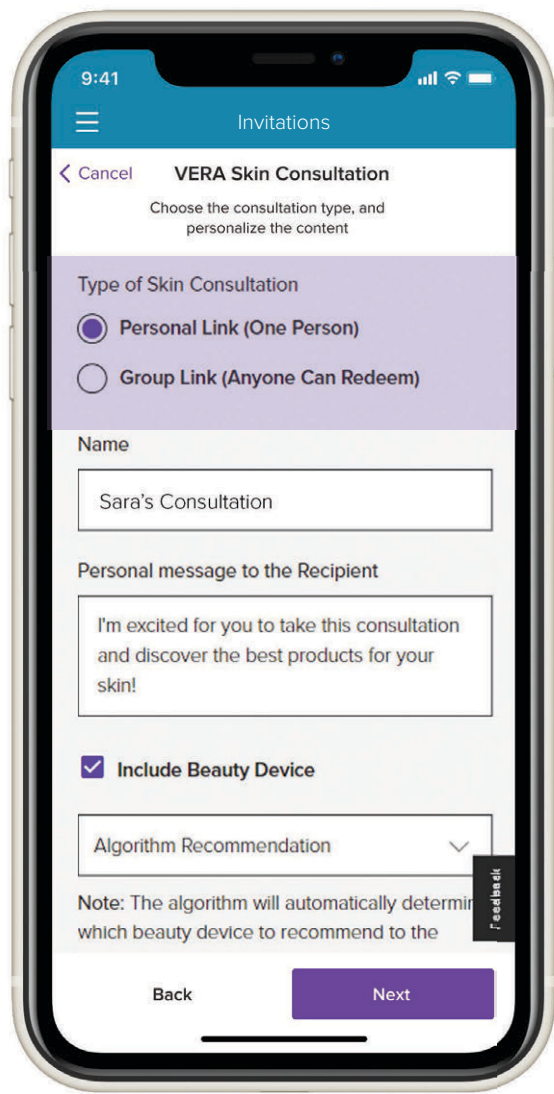 9:41
Invitations
Cancel
VERA Skin Consultation
Choose the consultation type, and
personalize the content
Type of Skin Consultation
Personal Link (One Person)
Group Link (Anyone Can Redeem)
Name
Sara’s Consultation
Personal message to the Recipient
I'm excited for you to take this consultation
and discover the best products for your
skin!
Include Beauty Device
Algorithm Recommendation
Feedback
Note: The algorithm will automatically determin
which beauty device to recommend to the
Back
Next